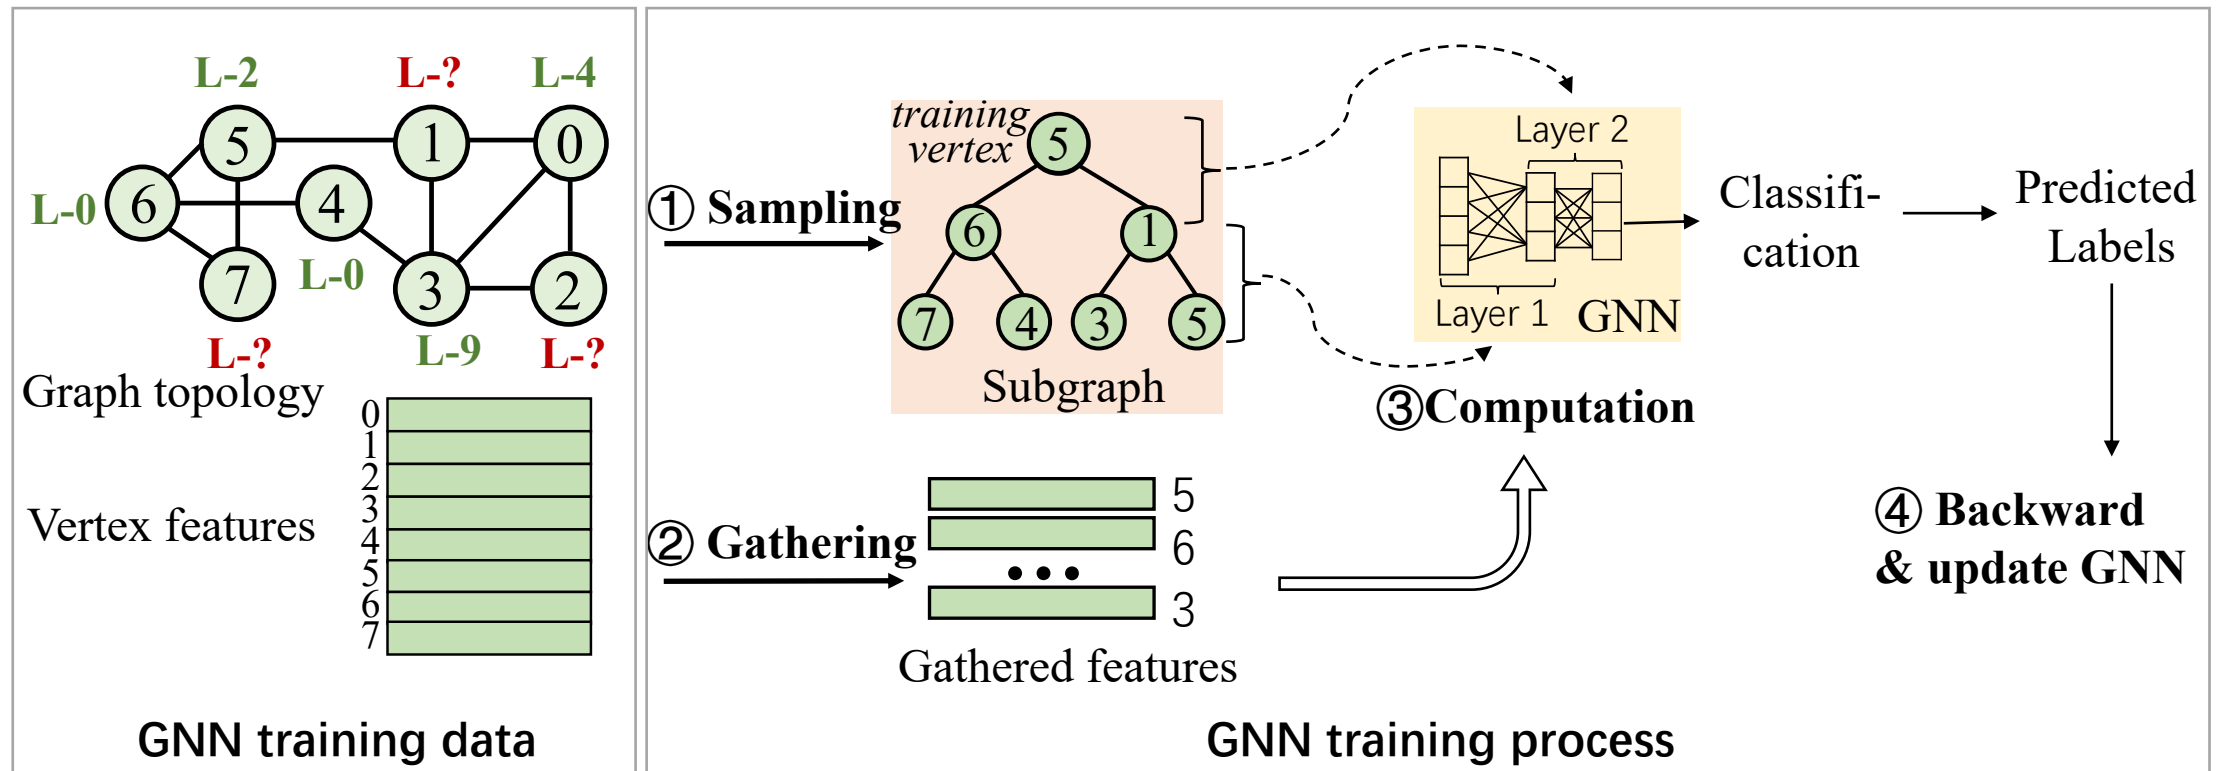 L-2
L-?
L-4
5
1
0
L-0
6
4
7
L-0
3
2
L-?
L-9
L-?
Graph topology
Vertex features
0
1
2
3
4
5
6
7
GNN training data
① Sampling
training
vertex
5
6
1
7
4
3
5
Subgraph
② Gathering
5
6
•••
3
Gathered features
Layer 2
Layer 1
GNN
③Computation
Classifi-
cation
Predicted
Labels
④ Backward
& update GNN
GNN training process